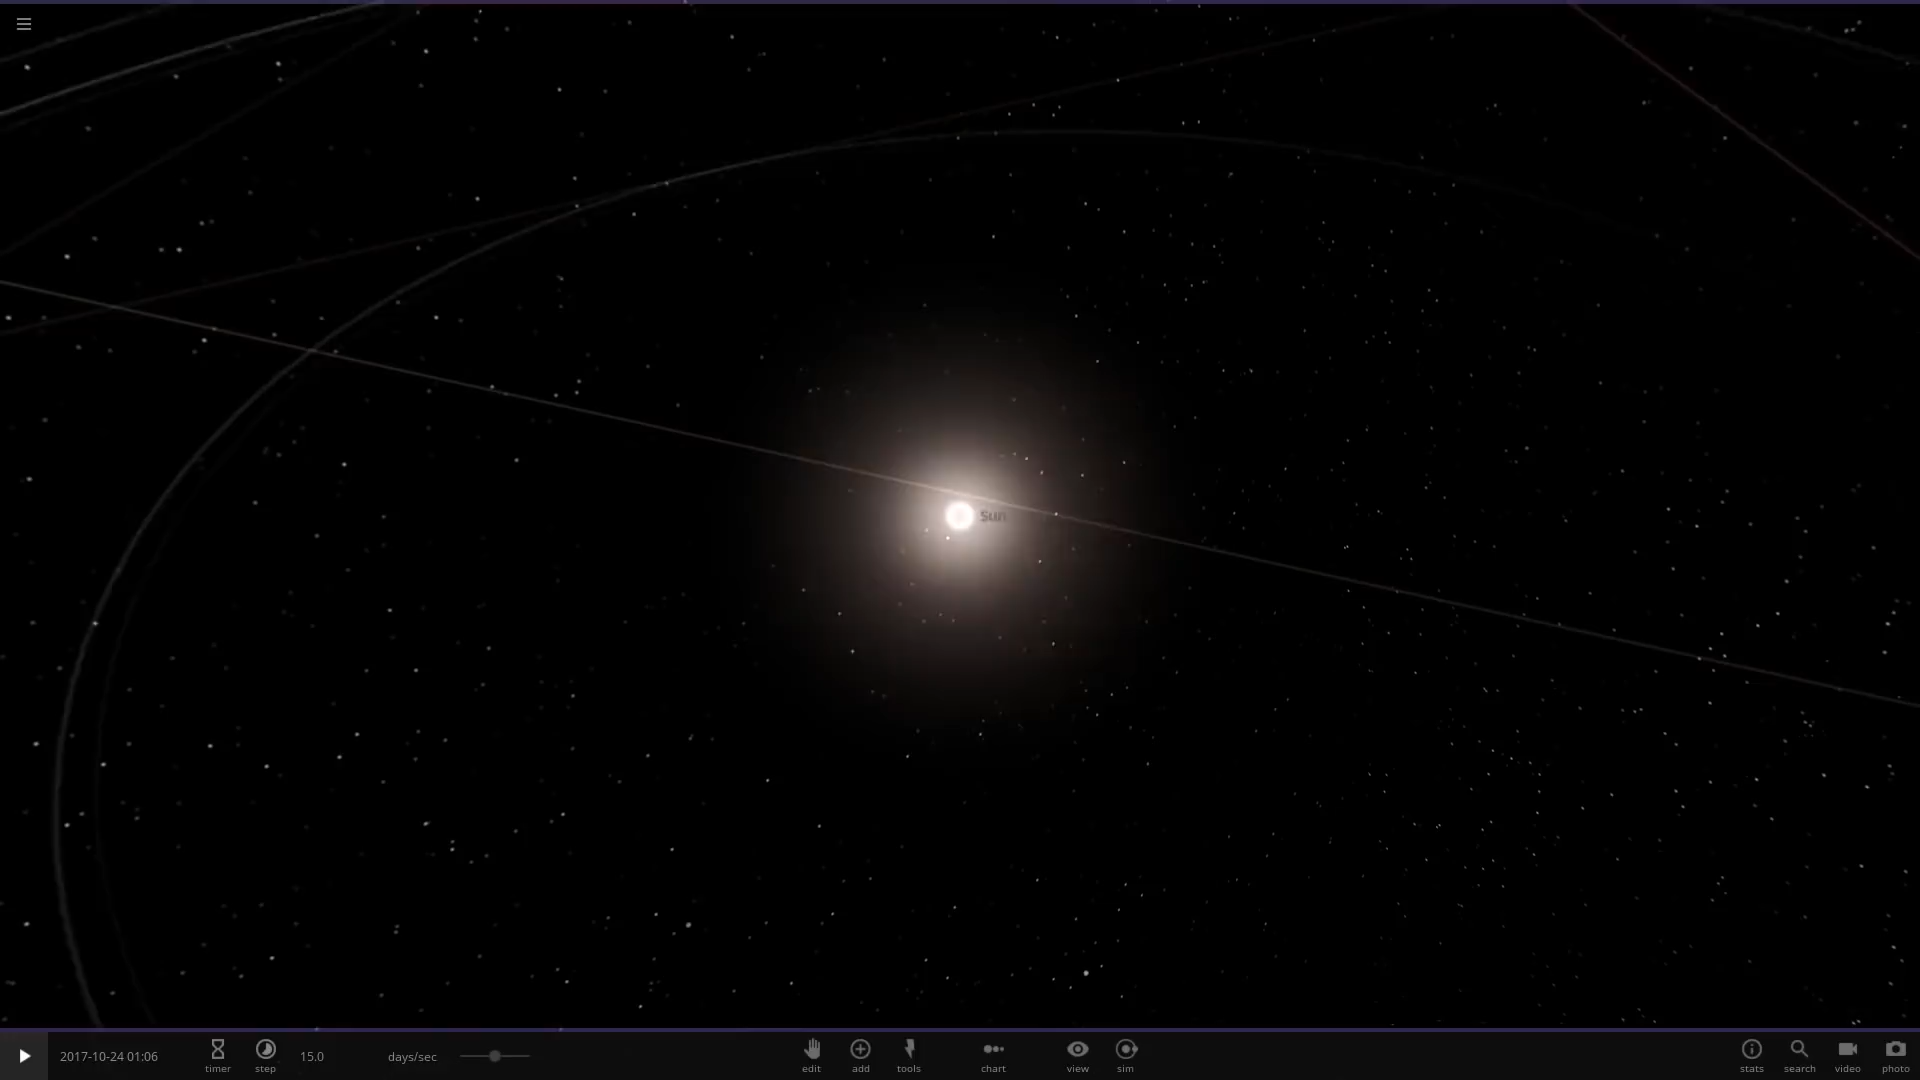 Sun
2017-10-24 01:06
timer
step
15.0
days/sec
edit
add
tools
chart
view
sim
stats
search
video
photo